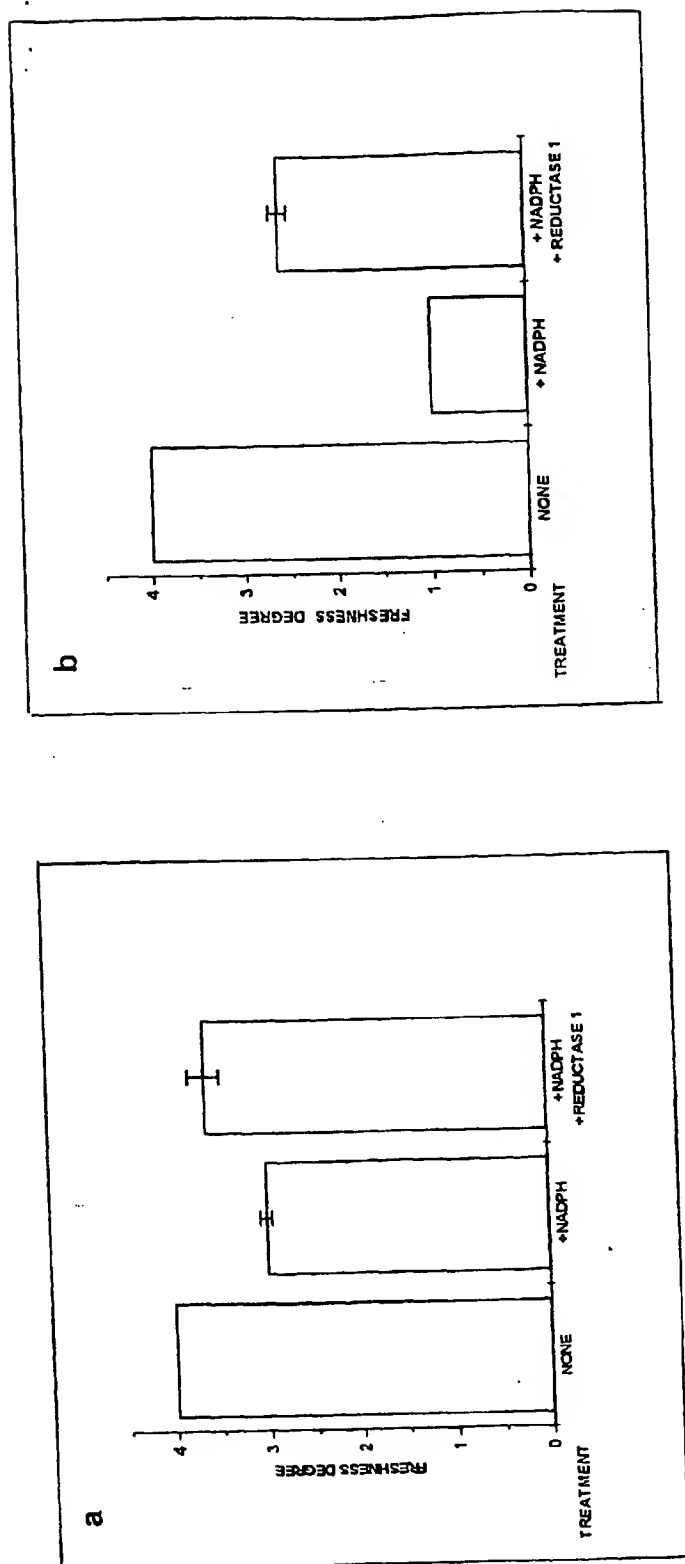 a
FRESHNESS DEGREE
4
3
2
1
0
TREATMENT
NONE
+NADPH
+NADPH
+REDUCTASE 1
b
FRESHNESS DEGREE
4
3
2
1
0
TREATMENT
NONE
+ NADPH
+ NADPH
+ REDUCTASE 1